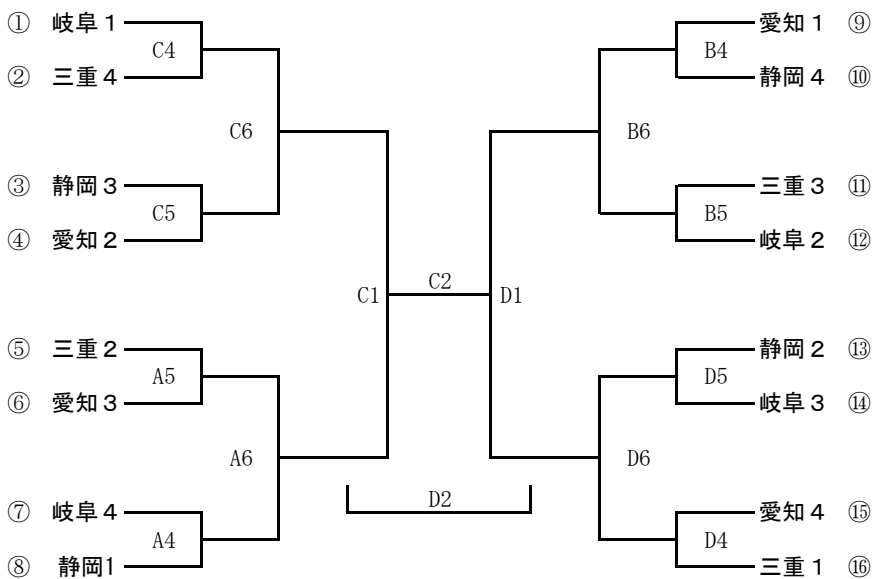 ① 岐阜１ 愛知１ ⑨
C4 B4
② 三重４ 静岡４ ⑩
C6 B6
③ 静岡３ 三重３ ⑪
C5 B5
④ 愛知２ 岐阜２ ⑫
C1 C2 D1
⑤ 三重２ 静岡２ ⑬
A5 D5
⑥ 愛知３ 岐阜３ ⑭
A6 D6
D2
⑦ 岐阜４ 愛知４ ⑮
A4 D4
⑧ 静岡1 三重１ ⑯